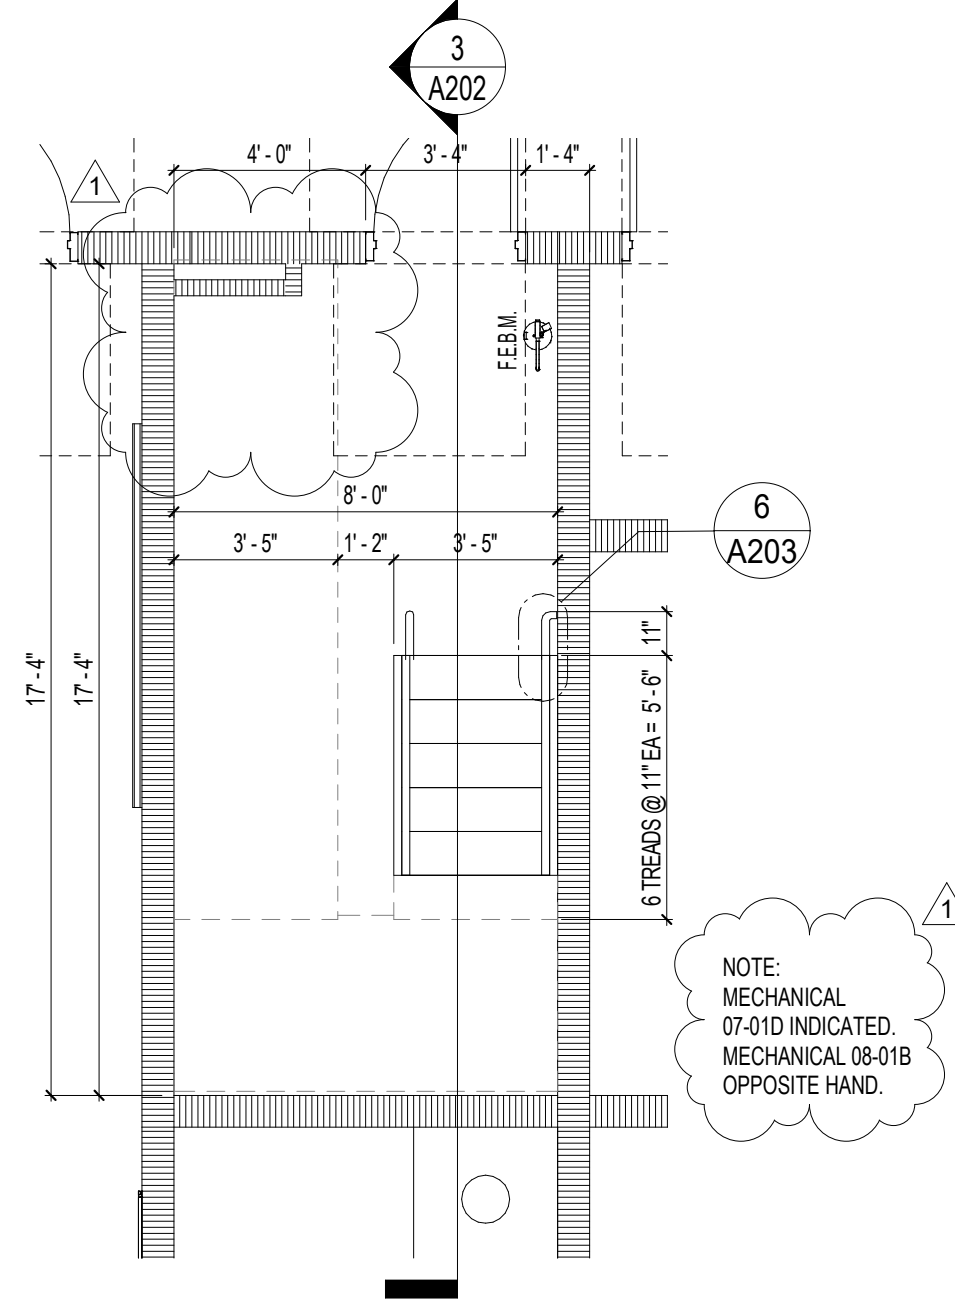 3
A202
4' - 0"
3' - 4"
1' - 4"
1
F.E.B.M.
8' - 0"
6
A203
3' - 5"
1' - 2"
3' - 5"
11"
17' - 4"
17' - 4"
6 TREADS @ 11" EA = 5' - 6"
1
NOTE:
MECHANICAL
07-01D INDICATED.
MECHANICAL 08-01B
OPPOSITE HAND.